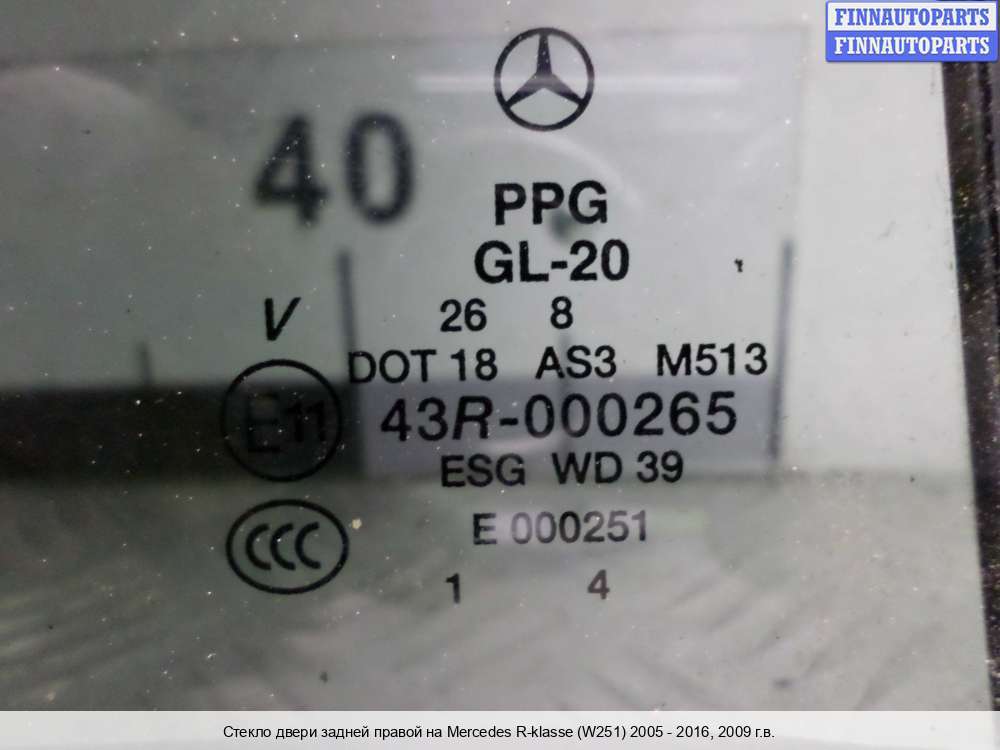 FINNAUTOPARTS
FINNAUTOPARTS
40
PPG
GL-20
V 26 8
DOT 18 AS3 M513
E11 43R-000265
ESG WD 39
CCC E 000251
1 4
Стекло двери задней правой на Mercedes R-klasse (W251) 2005 - 2016, 2009 г.в.